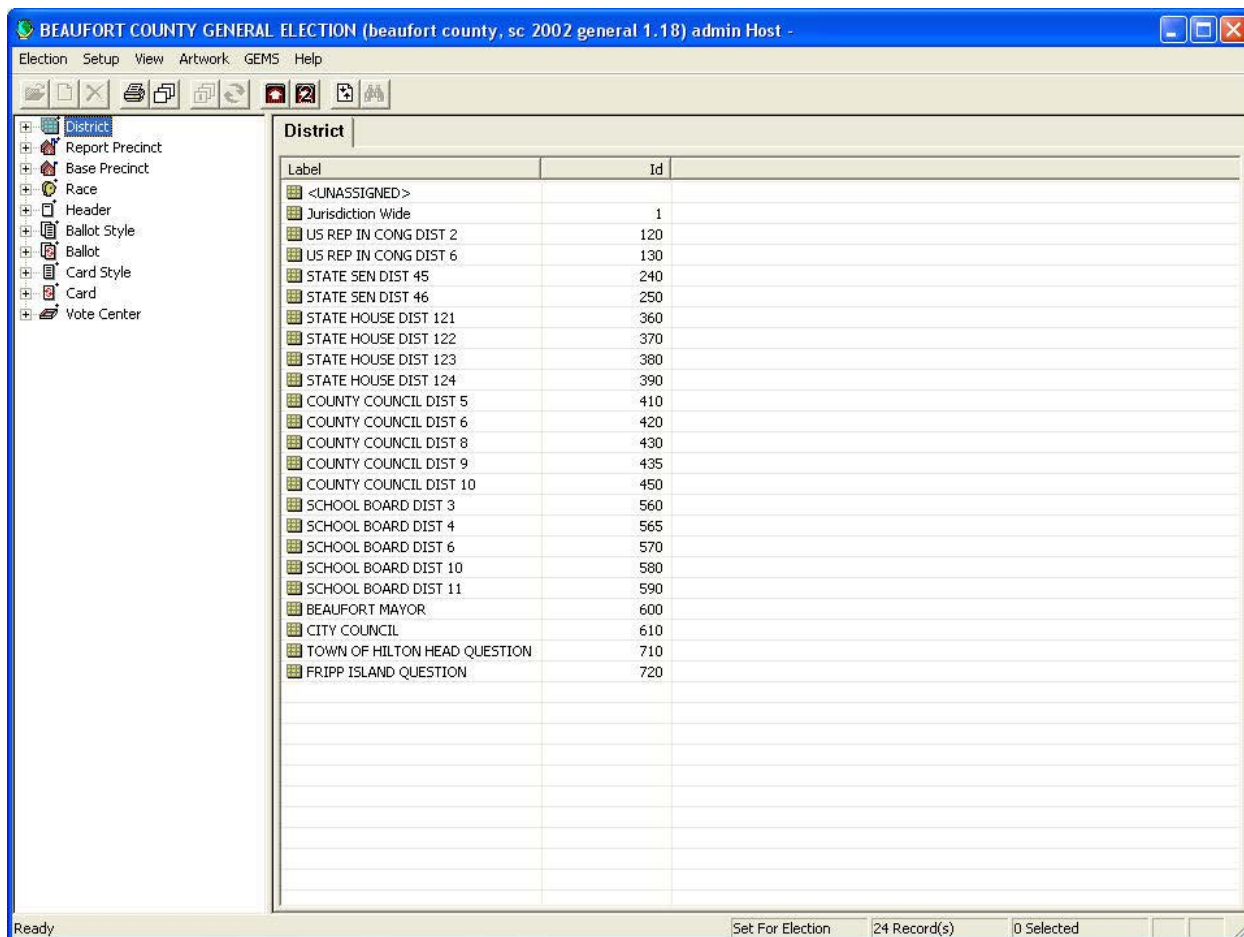 BEAUFORT COUNTY GENERAL ELECTION (beaufort county, sc 2002 general 1.18) admin Host -
Election Setup View Artwork GEMS Help
District
Report Precinct
Base Precinct
Race
Header
Ballot Style
Ballot
Card Style
Card
Vote Center
District
Label Id
<UNASSIGNED>
Jurisdiction Wide 1
US REP IN CONG DIST 2 120
US REP IN CONG DIST 6 130
STATE SEN DIST 45 240
STATE SEN DIST 46 250
STATE HOUSE DIST 121 360
STATE HOUSE DIST 122 370
STATE HOUSE DIST 123 380
STATE HOUSE DIST 124 390
COUNTY COUNCIL DIST 5 410
COUNTY COUNCIL DIST 6 420
COUNTY COUNCIL DIST 8 430
COUNTY COUNCIL DIST 9 435
COUNTY COUNCIL DIST 10 450
SCHOOL BOARD DIST 3 560
SCHOOL BOARD DIST 4 565
SCHOOL BOARD DIST 6 570
SCHOOL BOARD DIST 10 580
SCHOOL BOARD DIST 11 590
BEAUFORT MAYOR 600
CITY COUNCIL 610
TOWN OF HILTON HEAD QUESTION 710
FRIPP ISLAND QUESTION 720
Ready Set For Election 24 Record(s) 0 Selected